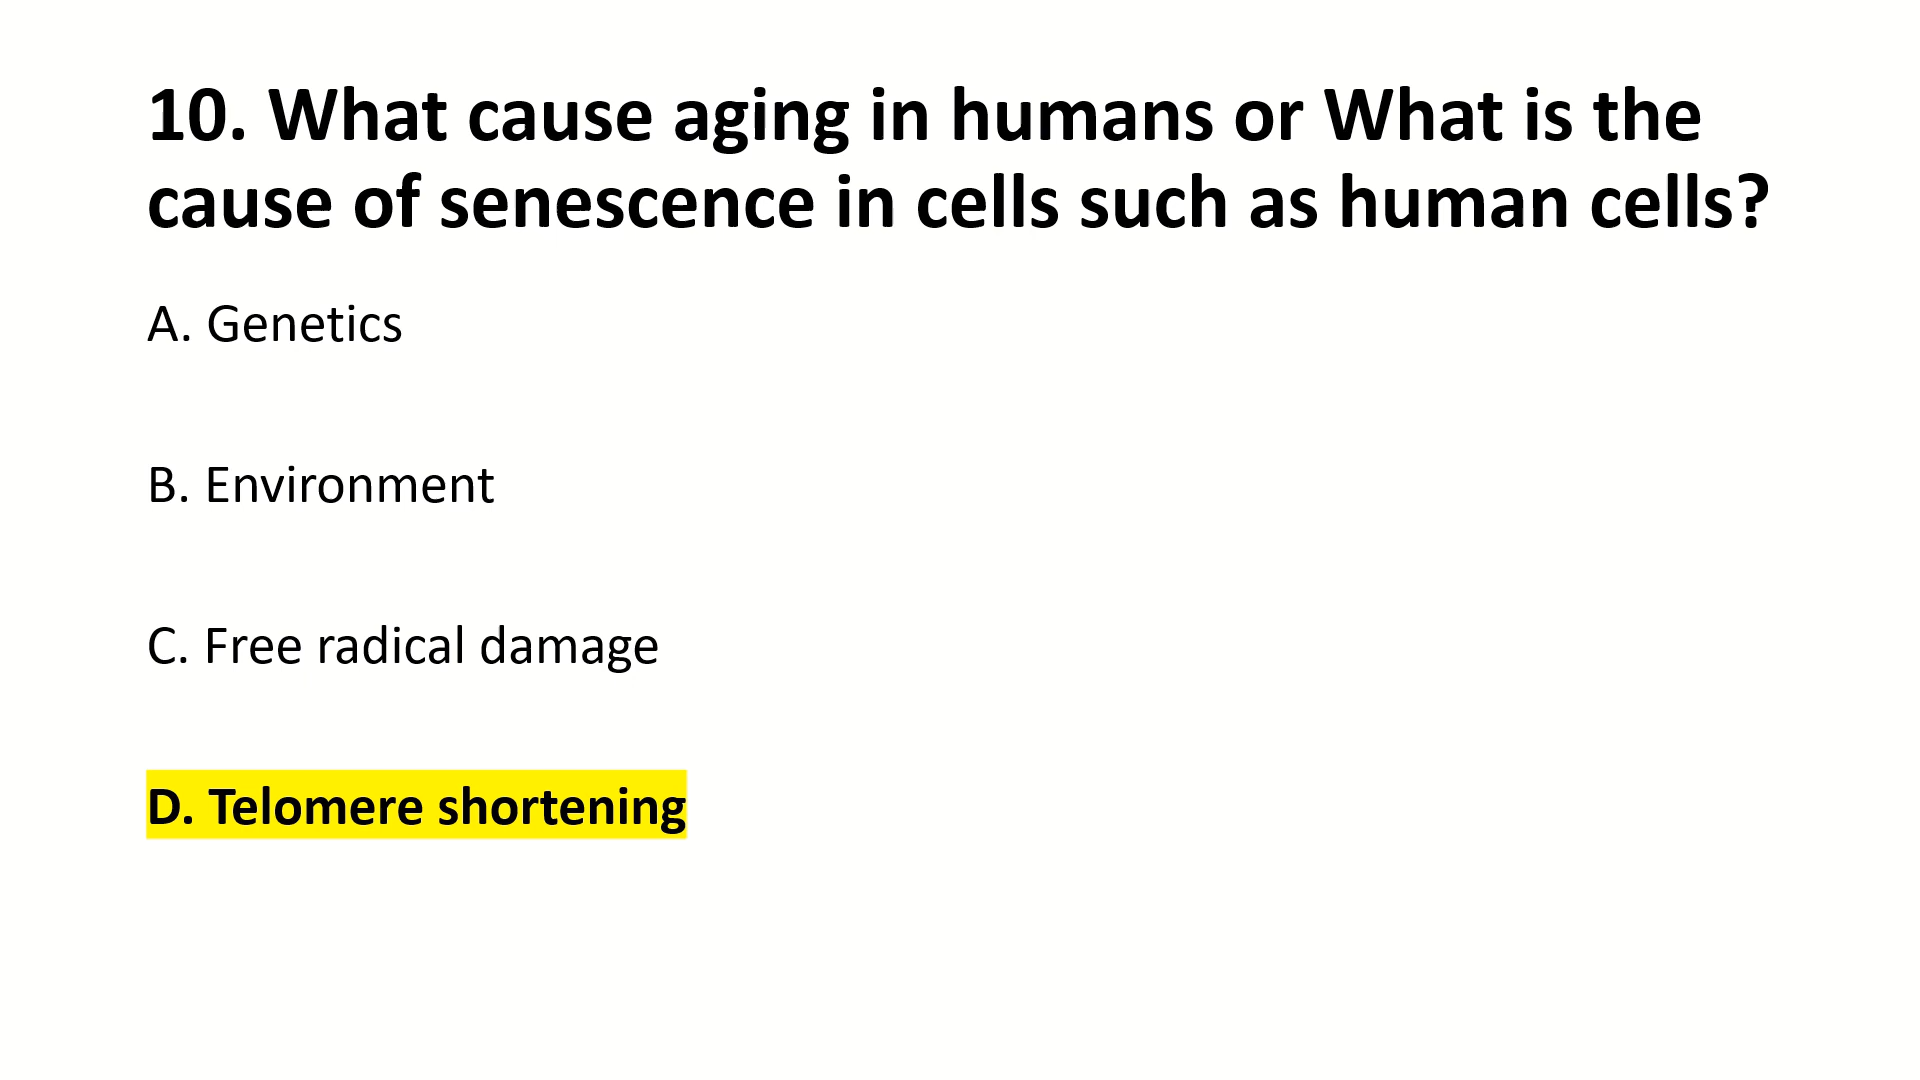 10. What cause aging in humans or What is the
cause of senescence in cells such as human cells?
A. Genetics
B. Environment
C. Free radical damage
D. Telomere shortening